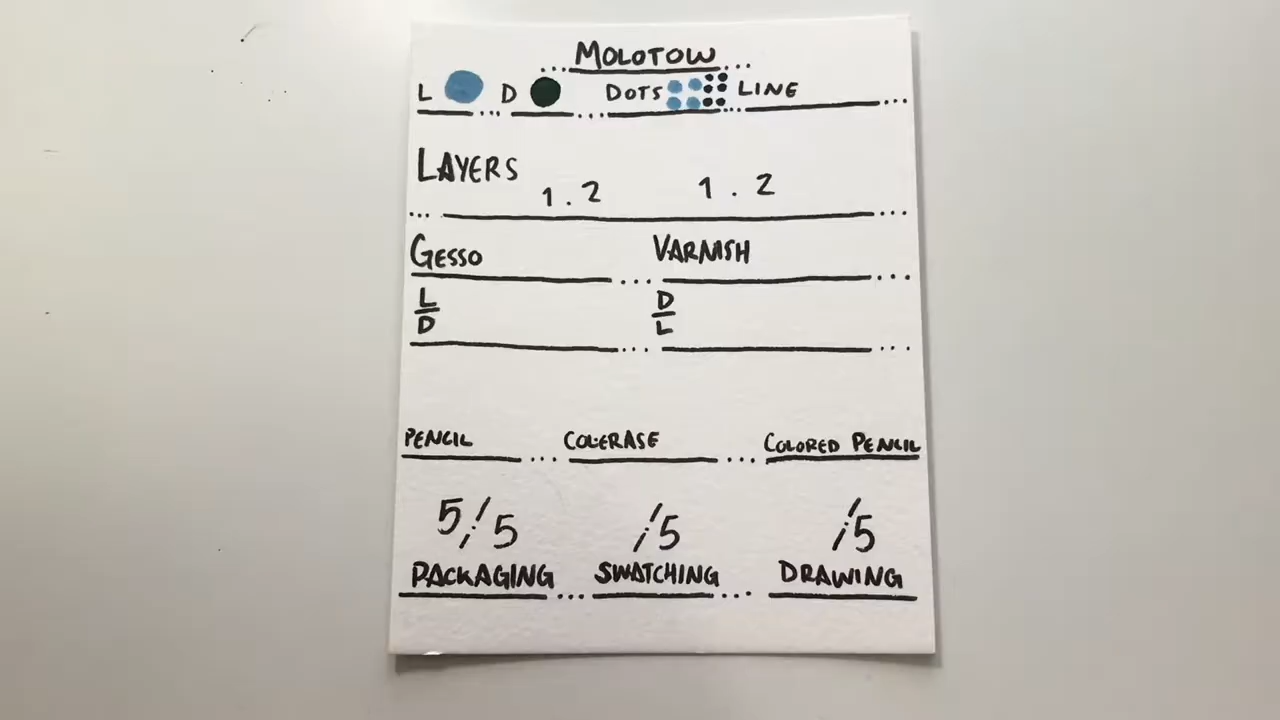 MOLOTOW
L D DOTS LINE
LAYERS
1.2 1.2
GESSO VARNISH
L D
D L
PENCIL COLERASE COLORED PENCIL
5/5 /5 /5
PACKAGING SWATCHING DRAWING